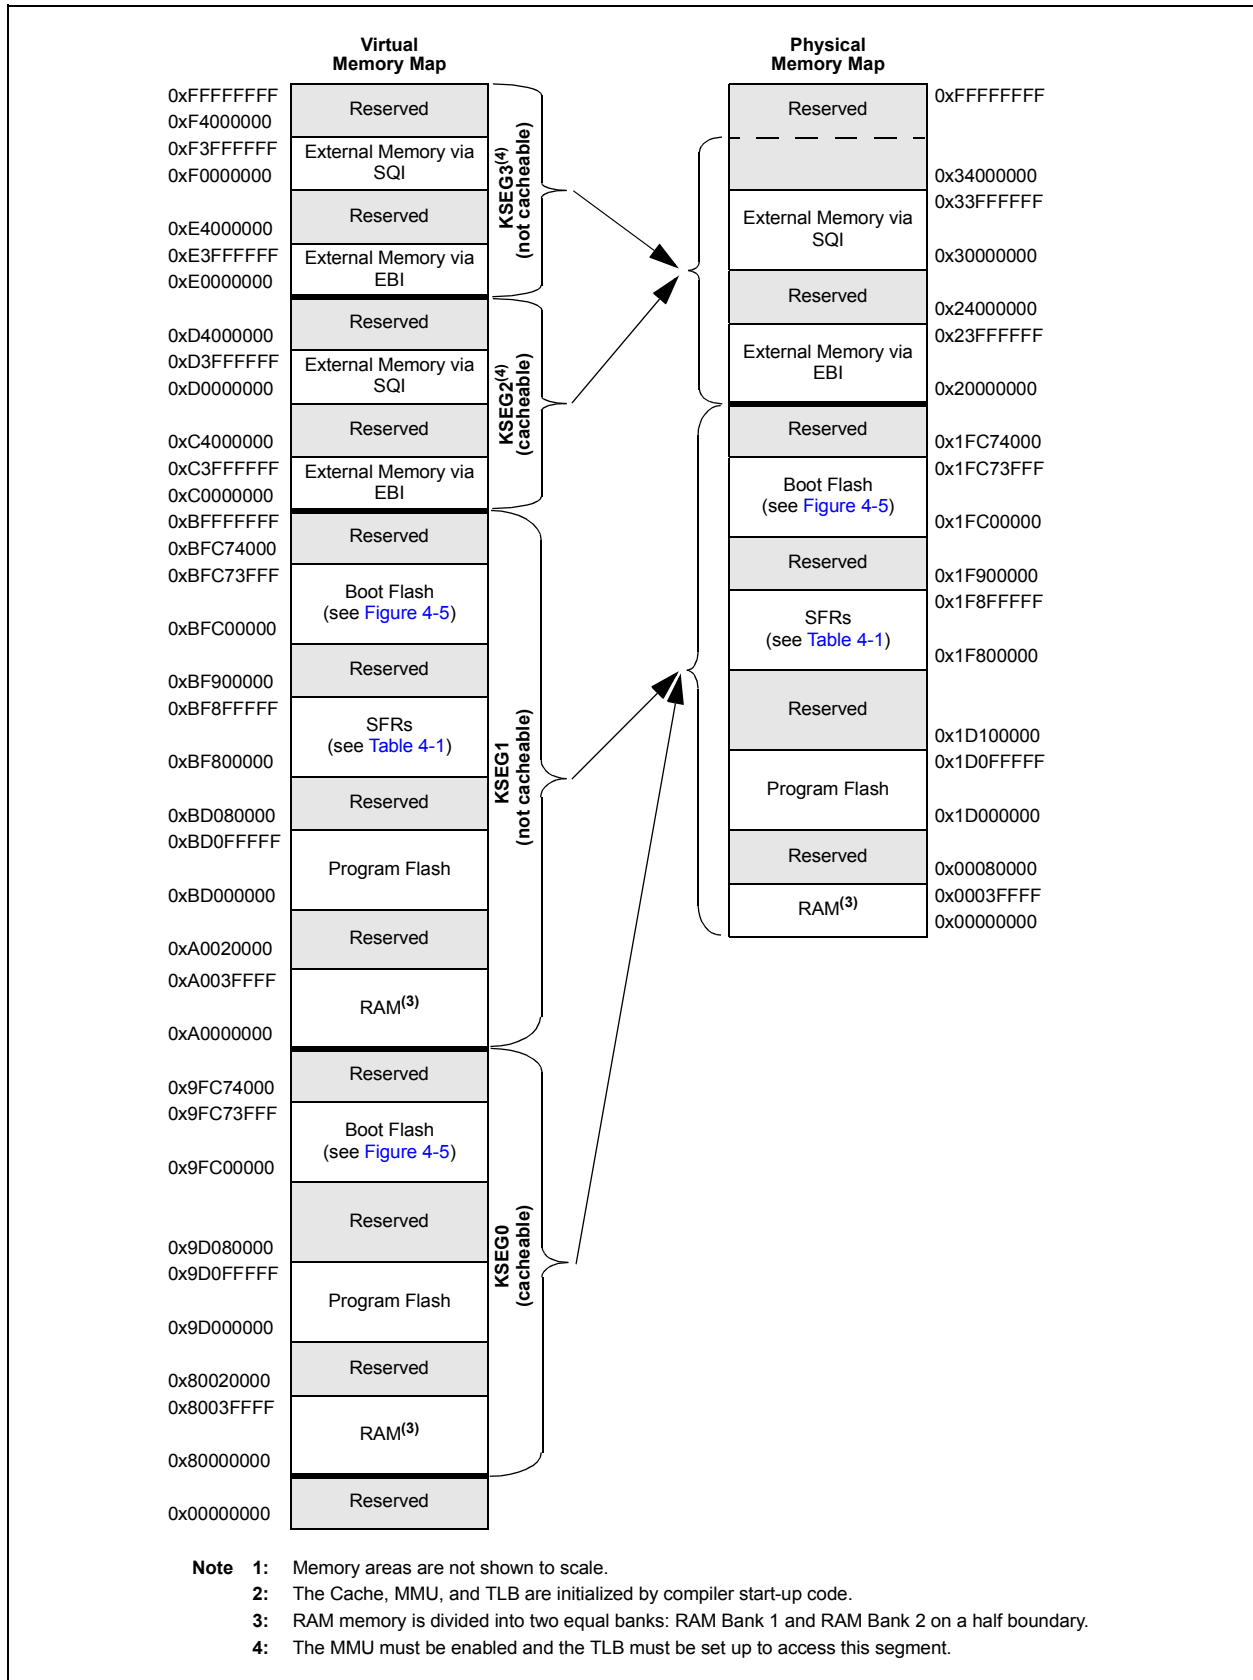 Virtual
Memory Map
0xFFFFFFFF
Reserved
0xF4000000
0xF3FFFFFF
External Memory via
SQI
0xF0000000
Reserved
0xE4000000
0xE3FFFFFF
External Memory via
EBI
0xE0000000
KSEG3(4)
(not cacheable)
Reserved
0xD4000000
0xD3FFFFFF
External Memory via
SQI
0xD0000000
Reserved
0xC4000000
0xC3FFFFFF
External Memory via
EBI
0xC0000000
KSEG2(4)
(cacheable)
0xBFFFFFFF
Reserved
0xBFC74000
0xBFC73FFF
Boot Flash
(see Figure 4-5)
0xBFC00000
Reserved
0xBF900000
0xBF8FFFFF
SFRs
(see Table 4-1)
0xBF800000
Reserved
0xBD080000
0xBD0FFFFF
Program Flash
0xBD000000
Reserved
0xA0020000
0xA003FFFF
RAM(3)
0xA0000000
KSEG1
(not cacheable)
Reserved
0x9FC74000
0x9FC73FFF
Boot Flash
(see Figure 4-5)
0x9FC00000
Reserved
0x9D080000
0x9D0FFFFF
Program Flash
0x9D000000
Reserved
0x80020000
0x8003FFFF
RAM(3)
0x80000000
KSEG0
(cacheable)
Reserved
0x00000000
Physical
Memory Map
0xFFFFFFFF
Reserved
0x34000000
0x33FFFFFF
External Memory via
SQI
0x30000000
Reserved
0x24000000
0x23FFFFFF
External Memory via
EBI
0x20000000
Reserved
0x1FC74000
0x1FC73FFF
Boot Flash
(see Figure 4-5)
0x1FC00000
Reserved
0x1F900000
0x1F8FFFFF
SFRs
(see Table 4-1)
0x1F800000
Reserved
0x1D100000
0x1D0FFFFF
Program Flash
0x1D000000
Reserved
0x00080000
0x0003FFFF
RAM(3)
0x00000000
Note 1: Memory areas are not shown to scale.
2: The Cache, MMU, and TLB are initialized by compiler start-up code.
3: RAM memory is divided into two equal banks: RAM Bank 1 and RAM Bank 2 on a half boundary.
4: The MMU must be enabled and the TLB must be set up to access this segment.